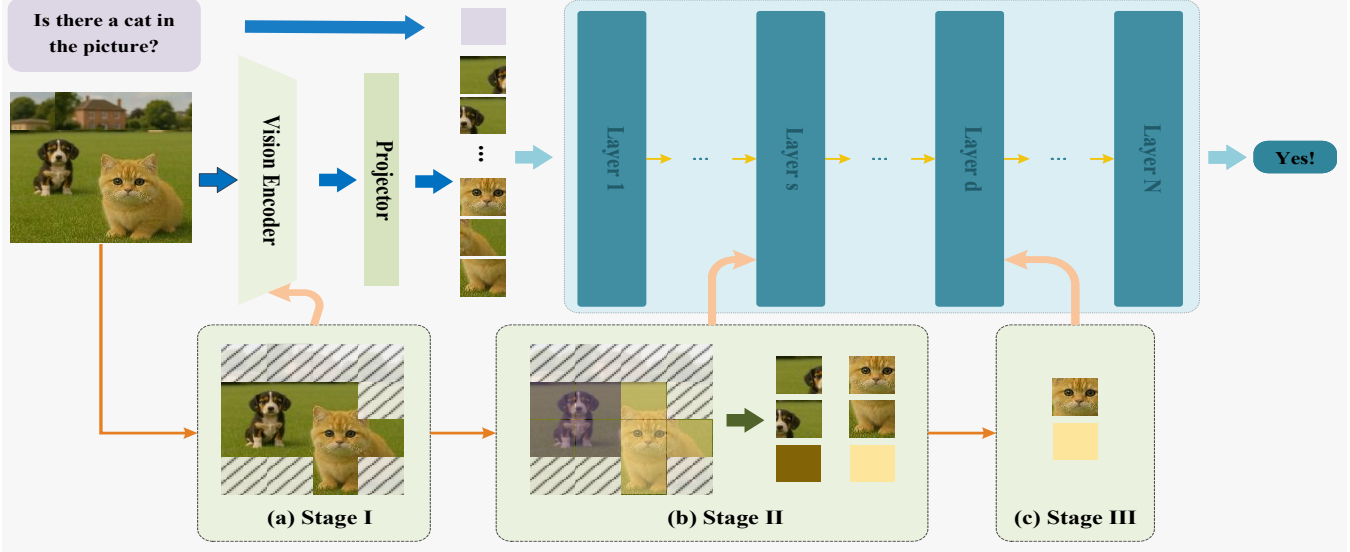 Is there a cat in
the picture?
Vision Encoder
Projector
...
Layer 1
...
Layer s
...
Layer d
...
Layer N
Yes!
(a) Stage I
(b) Stage II
(c) Stage III